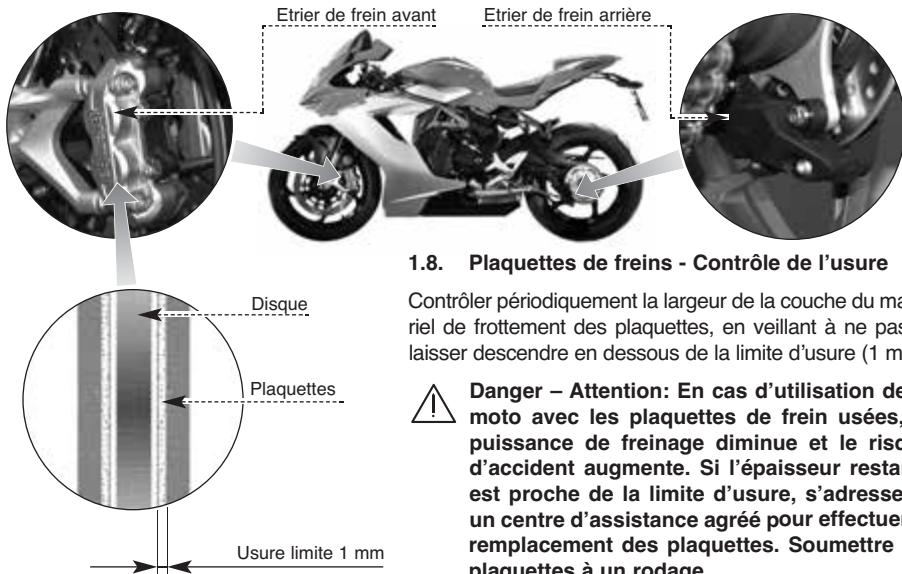 Etrier de frein avant
Etrier de frein arrière
1.8. Plaquettes de freins - Contrôle de l’usure
Contrôler périodiquement la largeur de la couche du ma
riel de frottement des plaquettes, en veillant à ne pas
laisser descendre en dessous de la limite d’usure (1 m
Danger – Attention: En cas d’utilisation de
moto avec les plaquettes de frein usées,
puissance de freinage diminue et le risq
d’accident augmente. Si l’épaisseur restan
est proche de la limite d’usure, s’adresse
un centre d’assistance agréé pour effectuer
remplacement des plaquettes. Soumettre
plaquettes à un rodage.
Disque
Plaquettes
Usure limite 1 mm